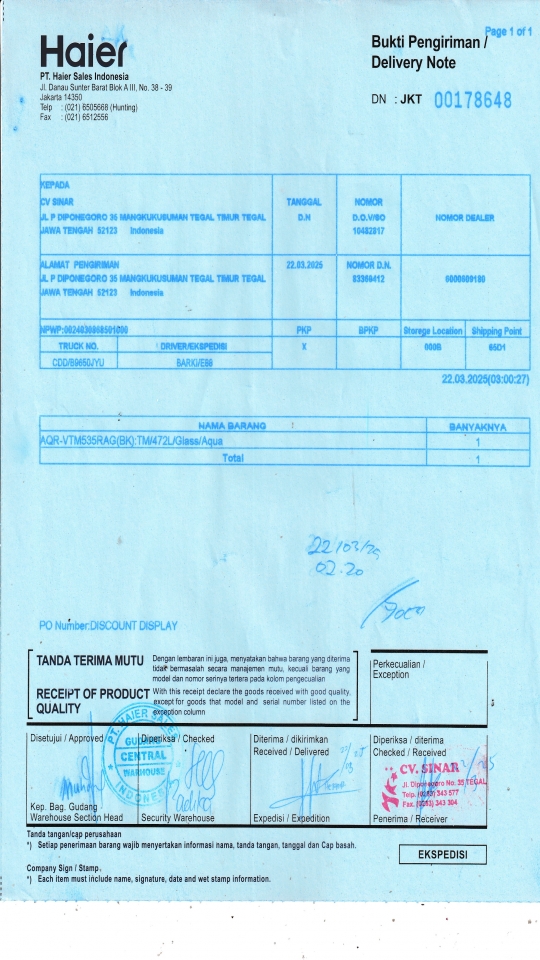 Page 1 of 1
Haier
Bukti Pengiriman /
Delivery Note
PT. Haier Sales Indonesia
Jl. Danau Sunter Barat Blok A III, No. 38 - 39
Jakarta 14350
Telp : (021) 6505668 (Hunting)
Fax : (021) 6512556
DN : JKT 00178648
KEPADA
CV SINAR
JL P DIPONEGORO 35 MANGKUKUSUMAN TEGAL TIMUR TEGAL
JAWA TENGAH 52123 Indonesia
TANGGAL
D.N
NOMOR
D.O.V/SO
10482817
NOMOR DEALER
ALAMAT PENGIRIMAN
JL P DIPONEGORO 35 MANGKUKUSUMAN TEGAL TIMUR TEGAL
JAWA TENGAH 52123 Indonesia
22.03.2025
NOMOR D.N.
83369412
6000609180
PKP
BPKP
Storege Location
Shipping Point
TRUCK NO.
DRIVER/EKSPEDISI
X
000B
65D1
CDD/B9650JYU
BARKI/E88
22.03.2025(03:00:27)
NAMA BARANG
BANYAKNYA
AQR-VTM535RAG(BK):TM/472L/Glass/Aqua 1
Total 1
22/03/25
02.20
PO Number:DISCOUNT DISPLAY
TANDA TERIMA MUTU
Dengan lembaran ini juga, menyatakan bahwa barang yang diterima
tidak bermasalah secara manajemen mutu, kecuali barang yang
model dan nomor serinya tertera pada kolom pengecualian
RECEIPT OF PRODUCT
QUALITY
With this receipt declare the goods received with good quality,
except for goods that model and serial number listed on the
exception column
Perkecualian /
Exception
Disetujui / Approved
Diperiksa / Checked
Diterima / dikirimkan
Received / Delivered
Diperiksa / diterima
Checked / Received
PT. HAIER SALES
GUDANG
CENTRAL
WAREHOUSE
INDONESIA
CV. SINAR
Jl. Diponegoro No. 35 TEGAL
Telp. (0283) 343 577
Fax. (0283) 343 304
Kep. Bag. Gudang
Warehouse Section Head
Security Warehouse
Expedisi / Expedition
Penerima / Receiver
Tanda tangan/cap perusahaan
*) Setiap penerimaan barang wajib menyertakan informasi nama, tanda tangan, tanggal dan Cap basah.
EKSPEDISI
Company Sign / Stamp
*) Each item must include name, signature, date and wet stamp information.